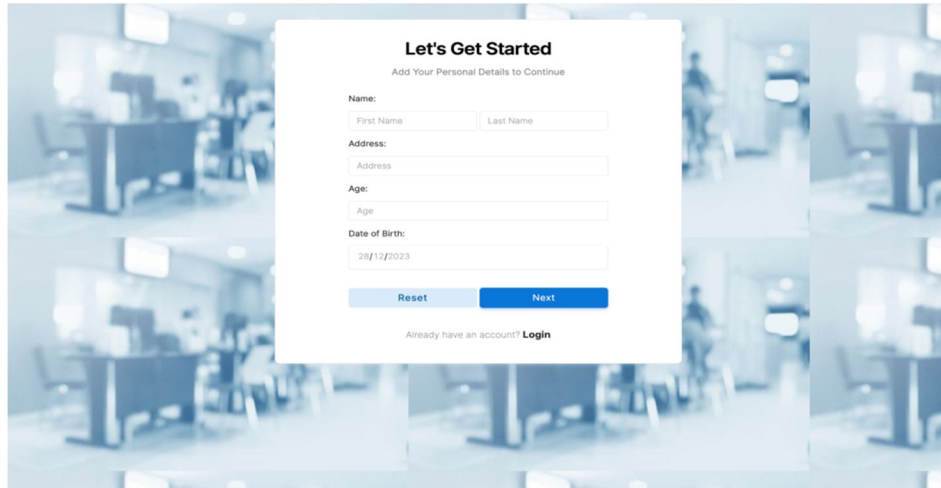 Let's Get Started
Add Your Personal Details to Continue
Name:
First Name Last Name
Address:
Address
Age:
Age
Date of Birth:
28/12/2023
Reset Next
Already have an account? Login